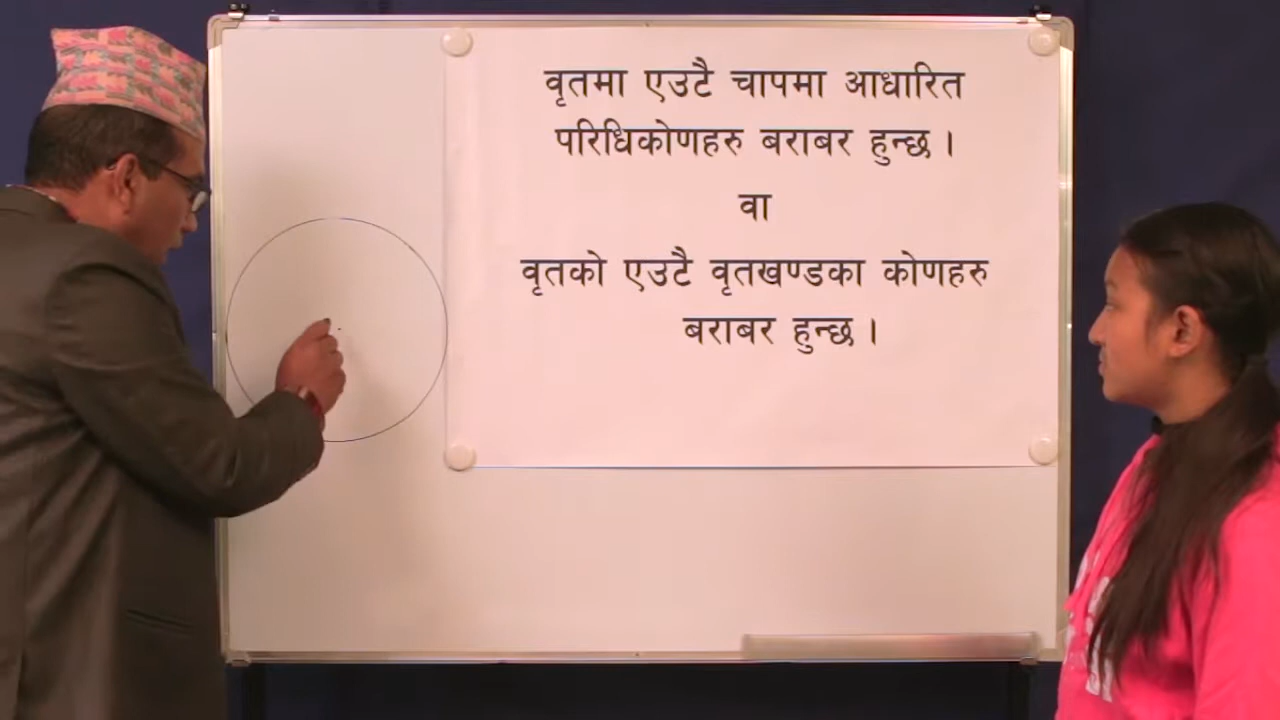 वृतमा एउटै चापमा आधारित
परिधिकोणहरु बराबर हुन्छ ।
वा
वृतको एउटै वृतखण्डका कोणहरु
बराबर हुन्छ ।